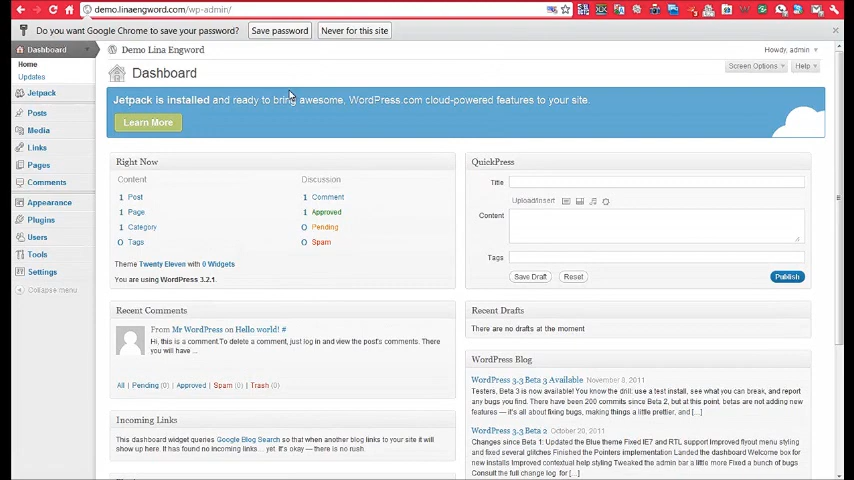 demo.linaengword.com/wp-admin/
Do you want Google Chrome to save your password?
Save password
Never for this site
Dashboard
Home
Updates
Jetpack
Posts
Media
Links
Pages
Comments
Appearance
Plugins
Users
Tools
Settings
Collapse menu
Demo Lina Engword
Howdy, admin
Dashboard
Screen Options
Help
Jetpack is installed and ready to bring awesome, WordPress.com cloud-powered features to your site.
Learn More
Right Now
Content
Discussion
1 Post
1 Comment
1 Page
1 Approved
1 Category
0 Pending
0 Tags
0 Spam
Theme Twenty Eleven with 0 Widgets
You are using WordPress 3.2.1.
QuickPress
Title
Upload/Insert
Content
Tags
Save Draft
Reset
Publish
Recent Comments
From Mr WordPress on Hello world! #
Hi, this is a comment.To delete a comment, just log in and view the post's comments. There
you will have ...
All | Pending (0) | Approved | Spam (0) | Trash (0)
Incoming Links
This dashboard widget queries Google Blog Search so that when another blog links to your site it will
show up here. It has found no incoming links... yet. It's okay — there is no rush.
Recent Drafts
There are no drafts at the moment
WordPress Blog
WordPress 3.3 Beta 3 Available November 8, 2011
Testers, Beta 3 is now available! You know the drill: use a test install, see what you can break, and report
any bugs you find. There have been 200 commits since Beta 2, but at this point, betas are not adding new
features — it's all about fixing bugs, making things a little prettier, and [...]
WordPress 3.3 Beta 2 October 20, 2011
Changes since Beta 1: Updated the Blue theme Fixed IE7 and RTL support Improved flyout menu styling
and fixed several glitches Finished the Pointers implementation Landed the dashboard Welcome box for
new installs Improved contextual help styling Tweaked the admin bar a little more Fixed a bunch of bugs
Consult the full change log for [...]